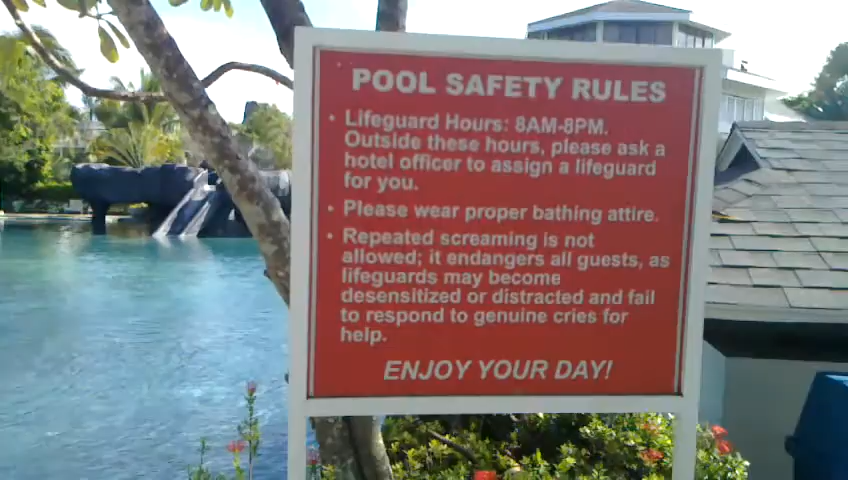 POOL SAFETY RULES
• Lifeguard Hours: 8AM-8PM.
Outside these hours, please ask a
hotel officer to assign a lifeguard
for you.
• Please wear proper bathing attire.
• Repeated screaming is not
allowed; it endangers all guests, as
lifeguards may become
desensitized or distracted and fail
to respond to genuine cries for
help.
ENJOY YOUR DAY!